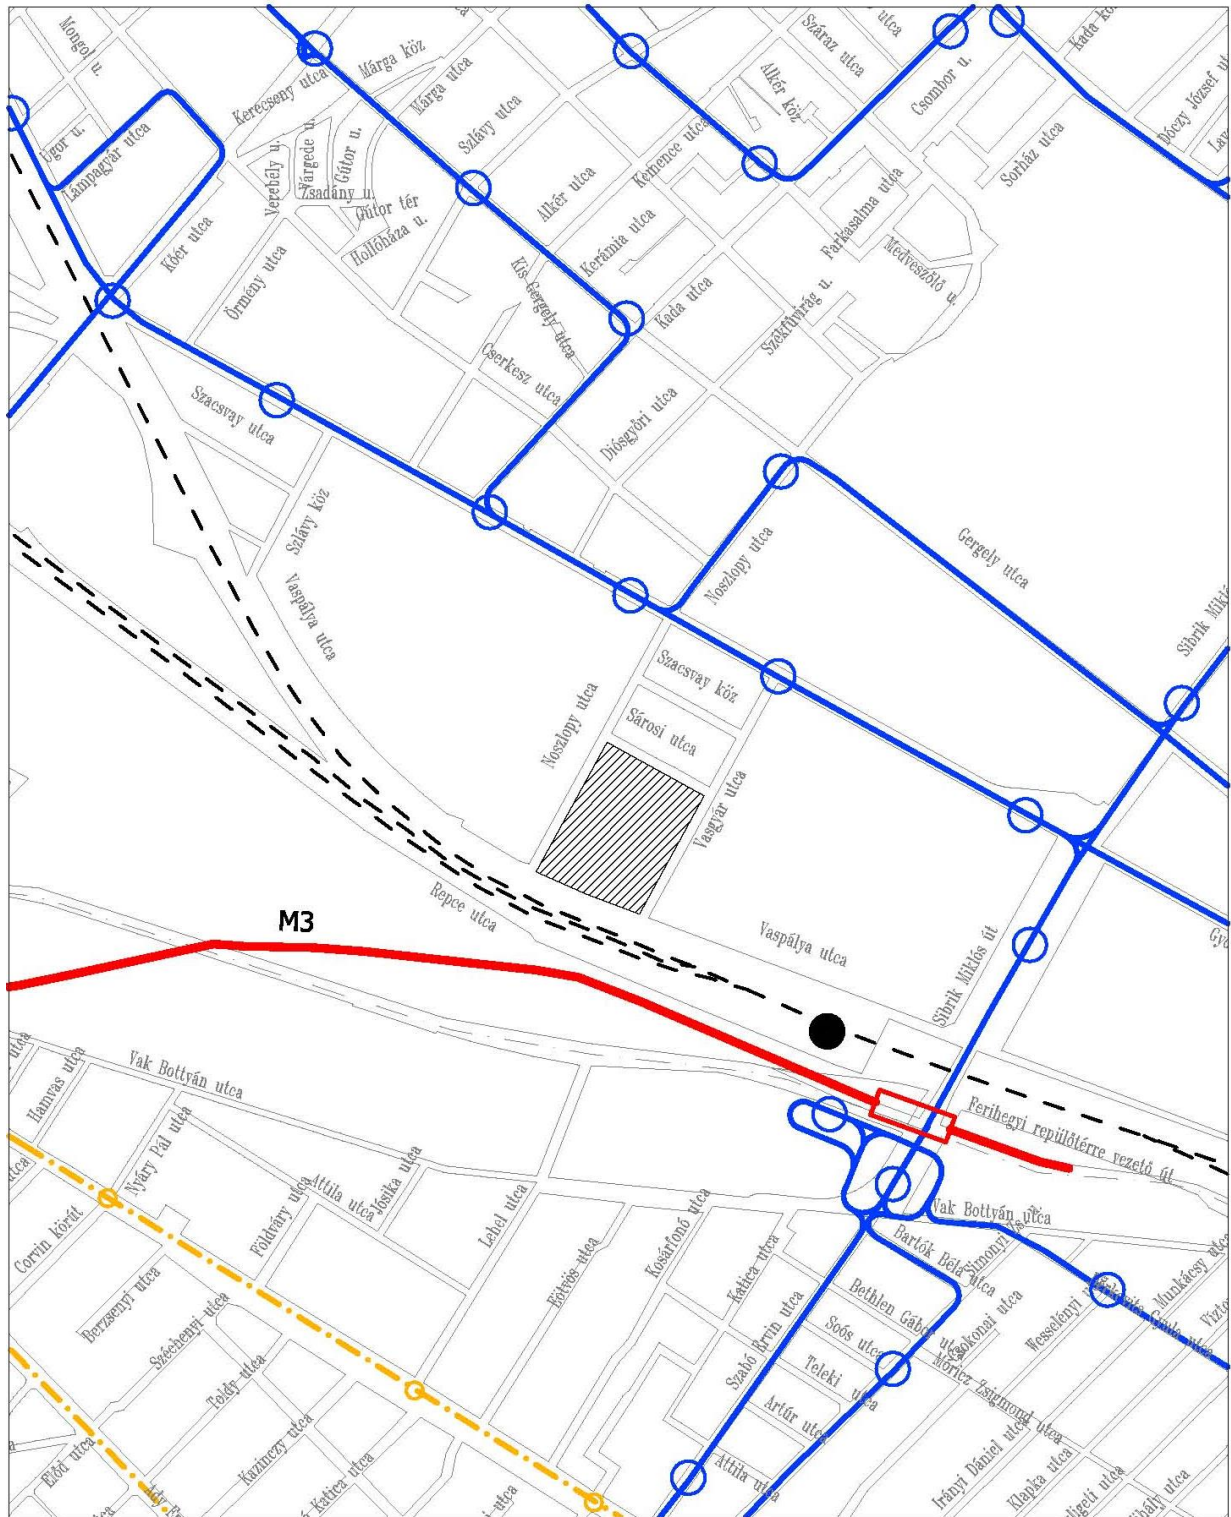 Mongol u.
Márga köz
Kerecseny utca
Márga utca
Szlávy utca
Száraz utca
Alkér köz
Csombor u.
Dóczy József
Sorház utca
Ugor u.
Lámpagyár utca
Verebély u.
Várgede u.
Gútor u.
Zsadány u.
Gútor tér
Hollóháza u.
Kemence utca
Alkér utca
Kerámia utca
Farkasalma utca
Medveszőlő u.
Kőér utca
Örmény utca
Kis Gergely utca
Kada utca
Székfűvirág u.
Cserkesz utca
Szacsvay utca
Diósgyőri utca
Szlávy köz
Noszlopy utca
Gergely utca
Vaspálya utca
Sibrik Mikló
Szacsvay köz
Noszlopy utca
Sárosi utca
Vasgyár utca
Repce utca
M3
Vaspálya utca
Sibrik Miklós út
Vak Bottyán utca
Hamvas utca
Nyáry Pál utca
Ferihegyi repülőtérre vezető út
Attila utca
Jósika utca
Földváry utca
Lehel utca
Corvin körút
Kosárfonó utca
Vak Bottyán utca
Eötvös utca
Katica utca
Bartók Béla utca
Munkácsy utca
Berzsenyi utca
Széchenyi utca
Bethlen Gábor utca
Csokonai utca
Wesselényi
Soós utca
Szabó Ervin utca
Teleki utca
Móricz Zsigmond utca
Toldy utca
Artúr utca
Attila utca
Kazinczy utca
Előd utca
Katica utca
Irányi Dániel utca
Klapka utca